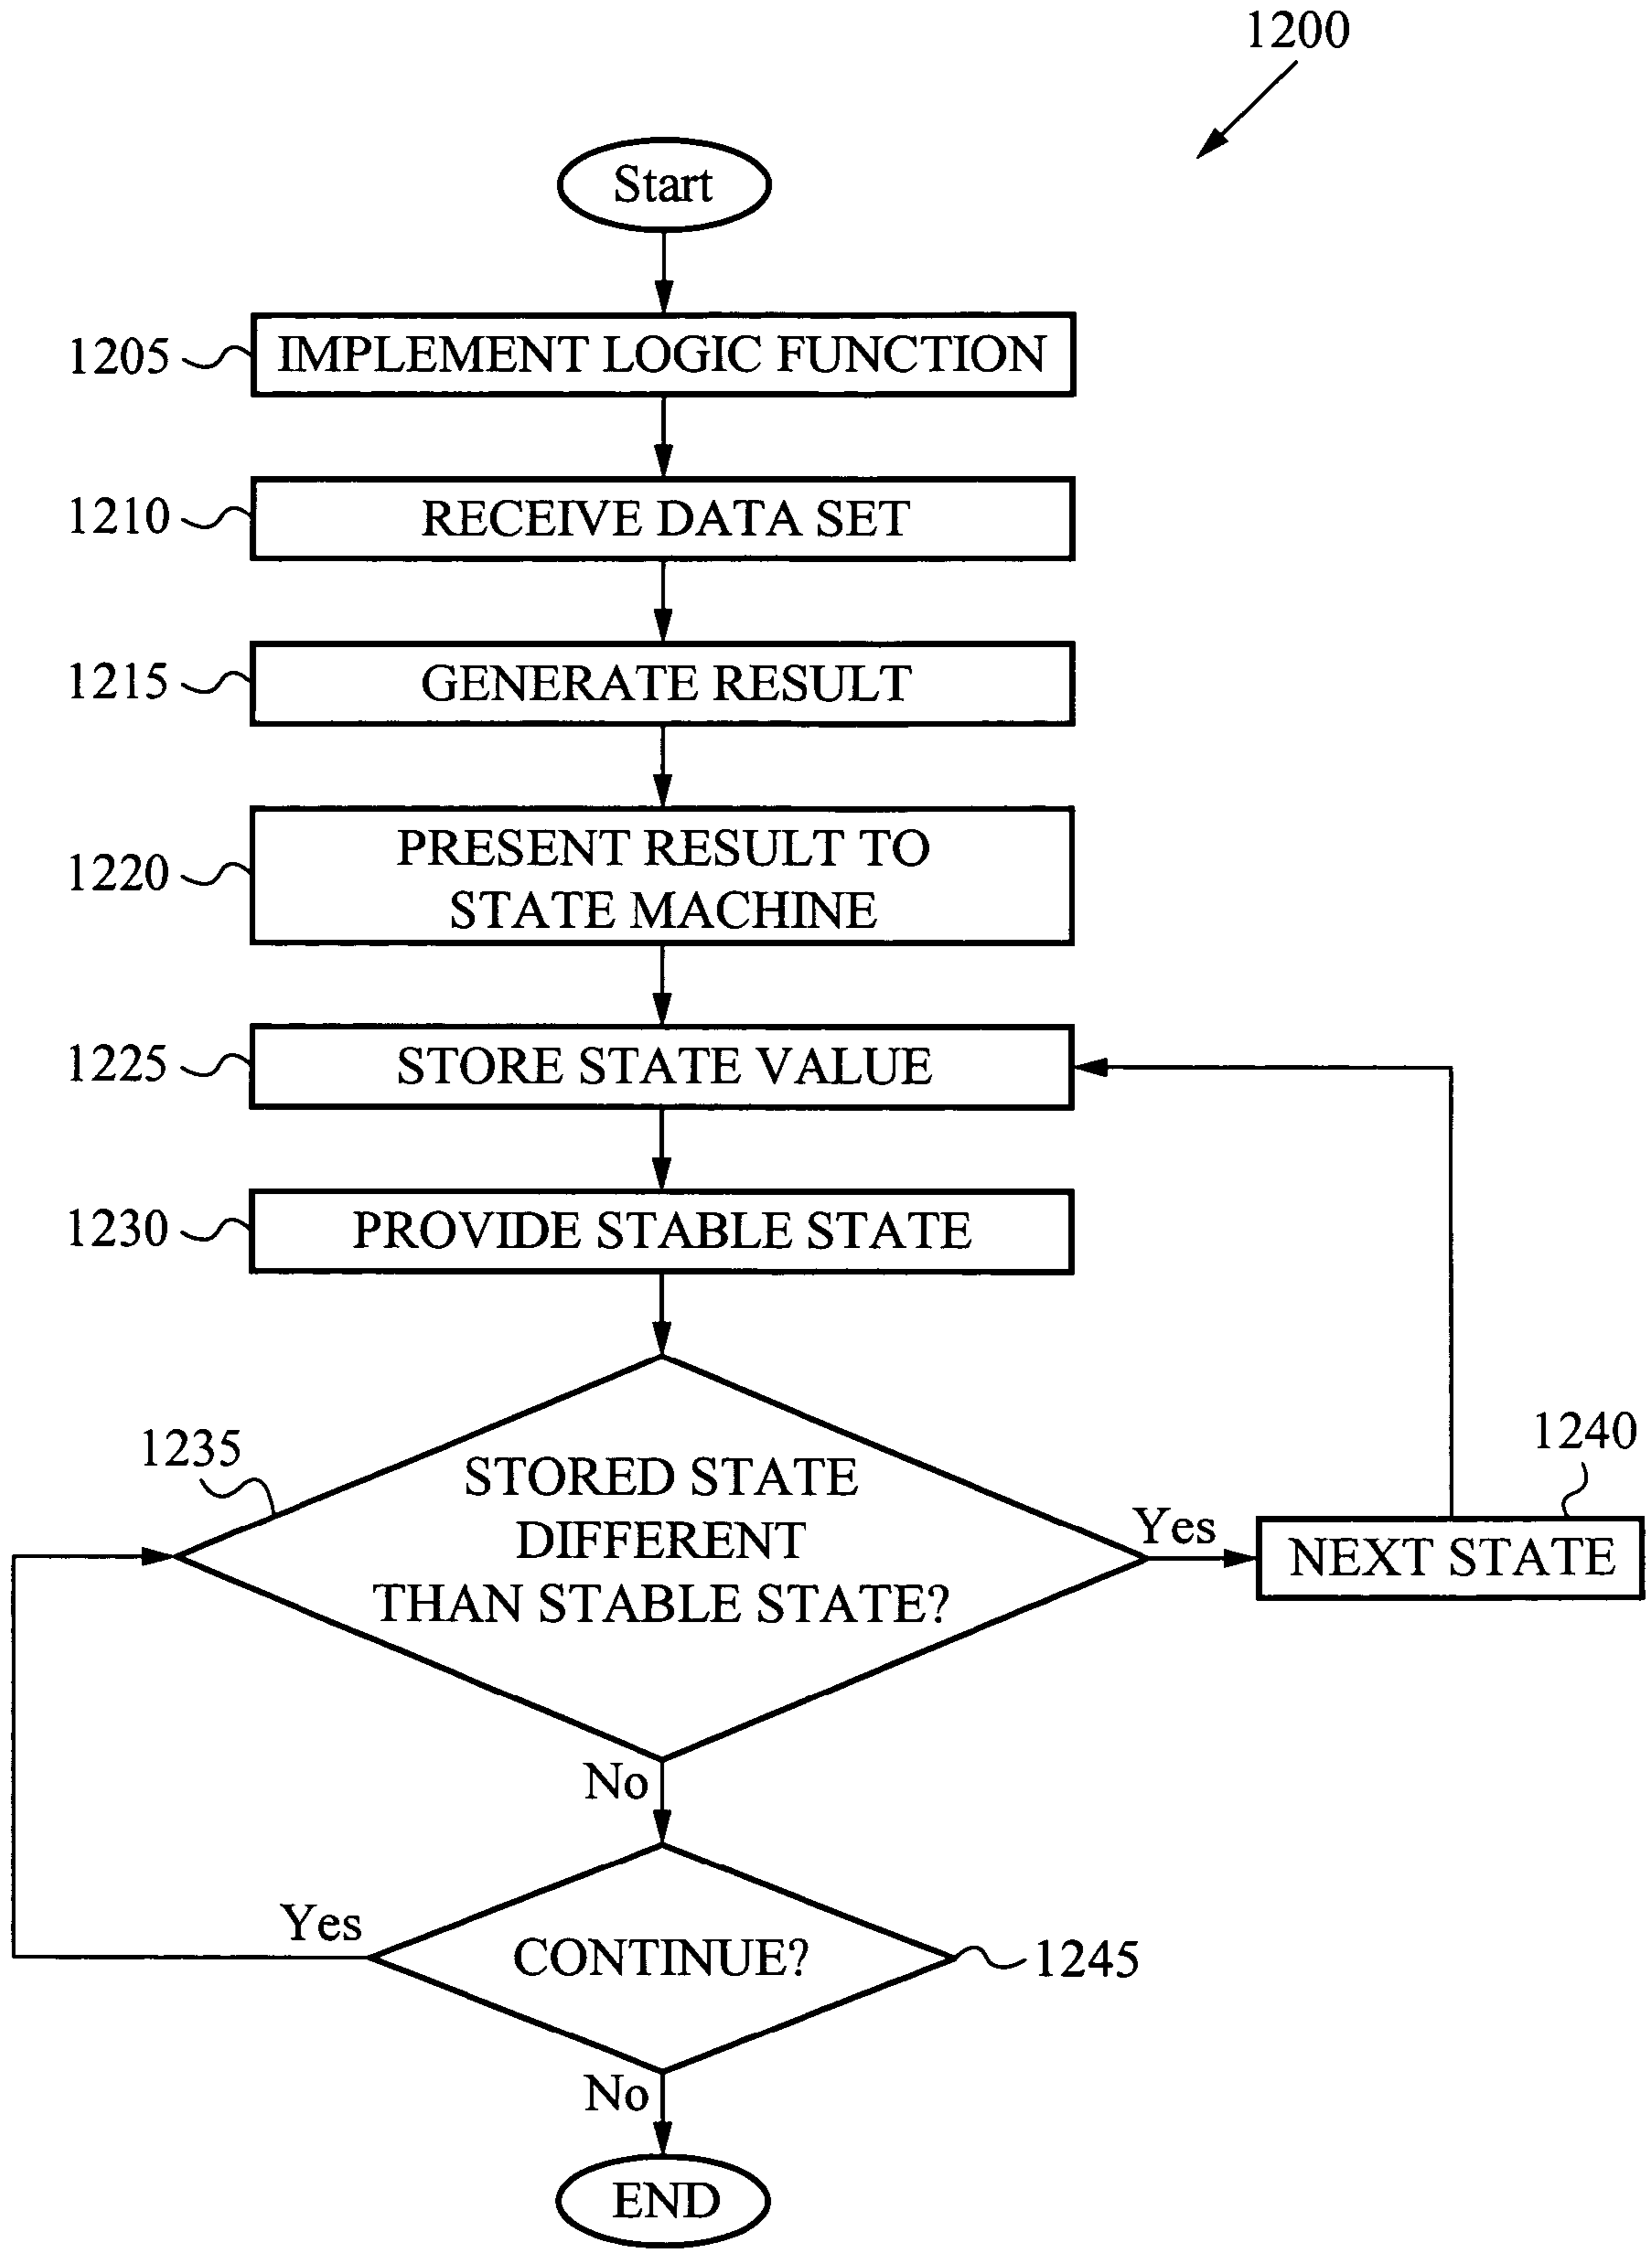 1200
Start
1205
IMPLEMENT LOGIC FUNCTION
1210
RECEIVE DATA SET
1215
GENERATE RESULT
1220
PRESENT RESULT TO
STATE MACHINE
1225
STORE STATE VALUE
1230
PROVIDE STABLE STATE
1235
STORED STATE
DIFFERENT
THAN STABLE STATE?
Yes
1240
NEXT STATE
No
Yes
CONTINUE?
1245
No
END